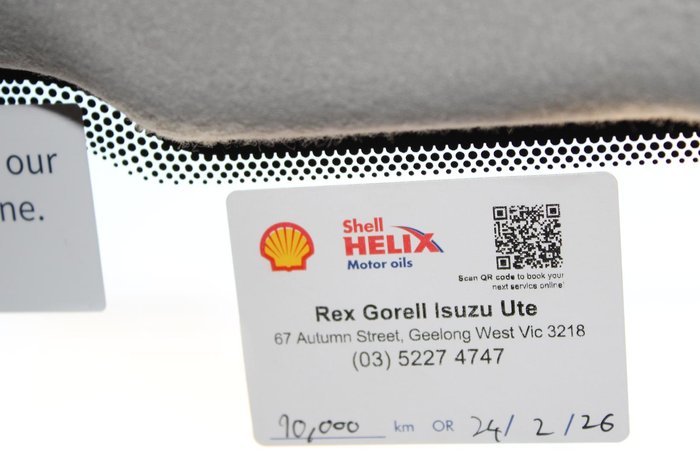 our
ne.
Shell
HELIX
Motor oils
Scan QR code to book your
next service online!
Rex Gorell Isuzu Ute
67 Autumn Street, Geelong West Vic 3218
(03) 5227 4747
90,000 km OR 24/2/26